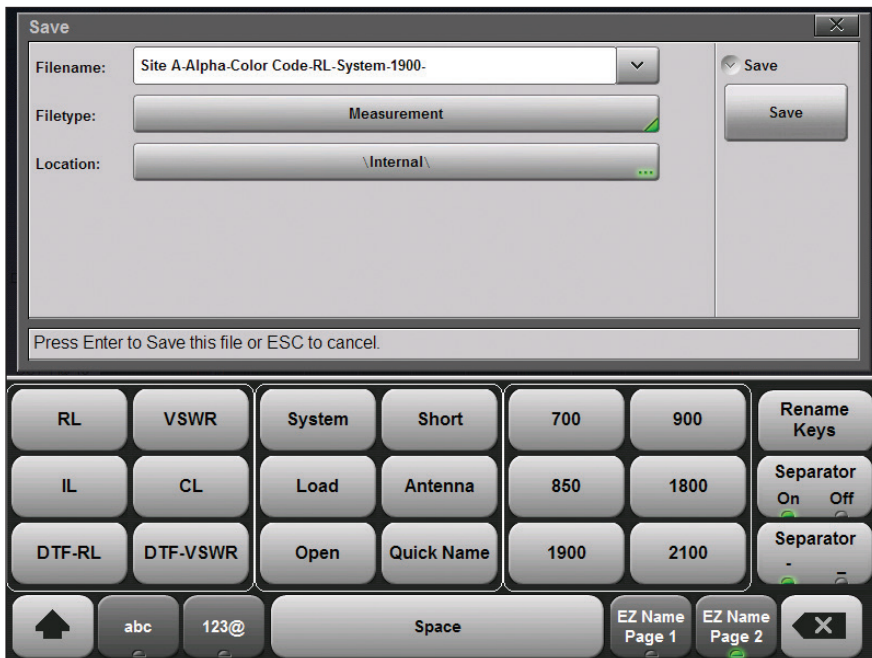 Save
Filename: Site A-Alpha-Color Code-RL-System-1900-
Save
Filetype: Measurement
Save
Location: \Internal\
...
Press Enter to Save this file or ESC to cancel.
RL VSWR System Short 700 900 Rename Keys
IL CL Load Antenna 850 1800 Separator On Off
DTF-RL DTF-VSWR Open Quick Name 1900 2100 Separator - _
abc 123@ Space EZ Name Page 1 EZ Name Page 2